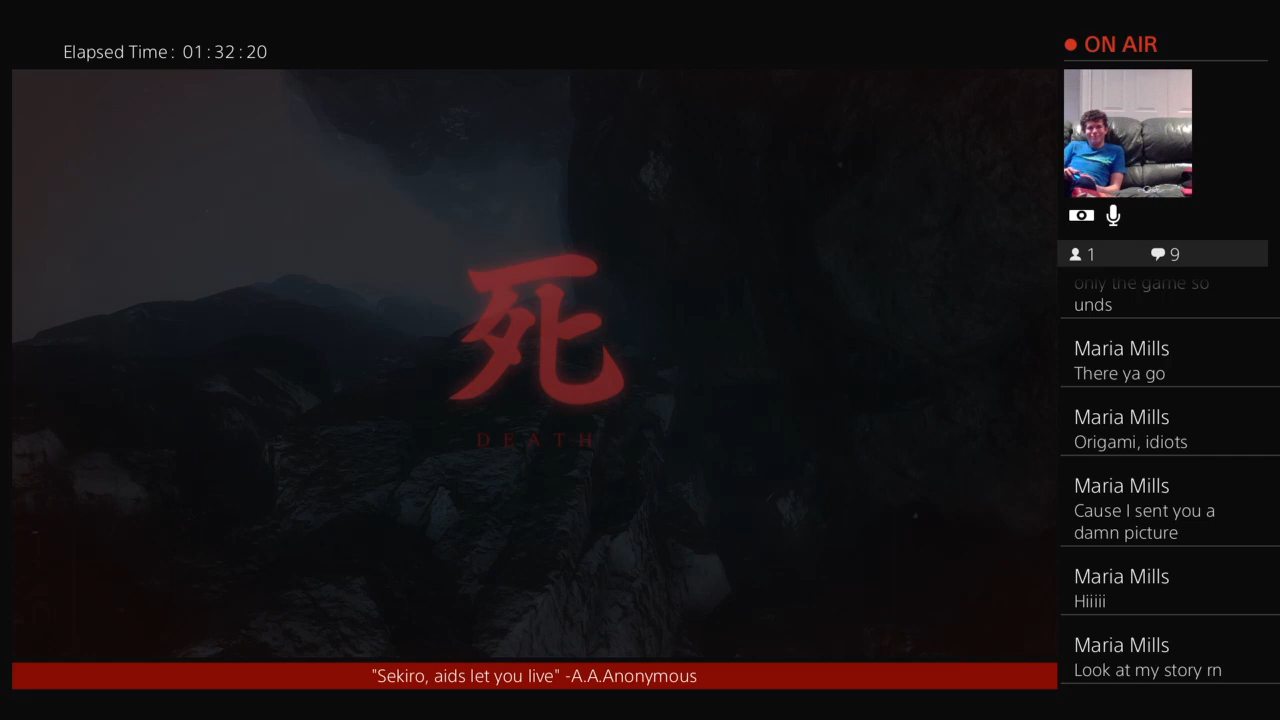 Elapsed Time: 01:32:20
ON AIR
死
DEATH
1
9
only the game so
unds
Maria Mills
There ya go
Maria Mills
Origami, idiots
Maria Mills
Cause I sent you a
damn picture
Maria Mills
Hiiiii
Maria Mills
Look at my story rn
"Sekiro, aids let you live" -A.A.Anonymous